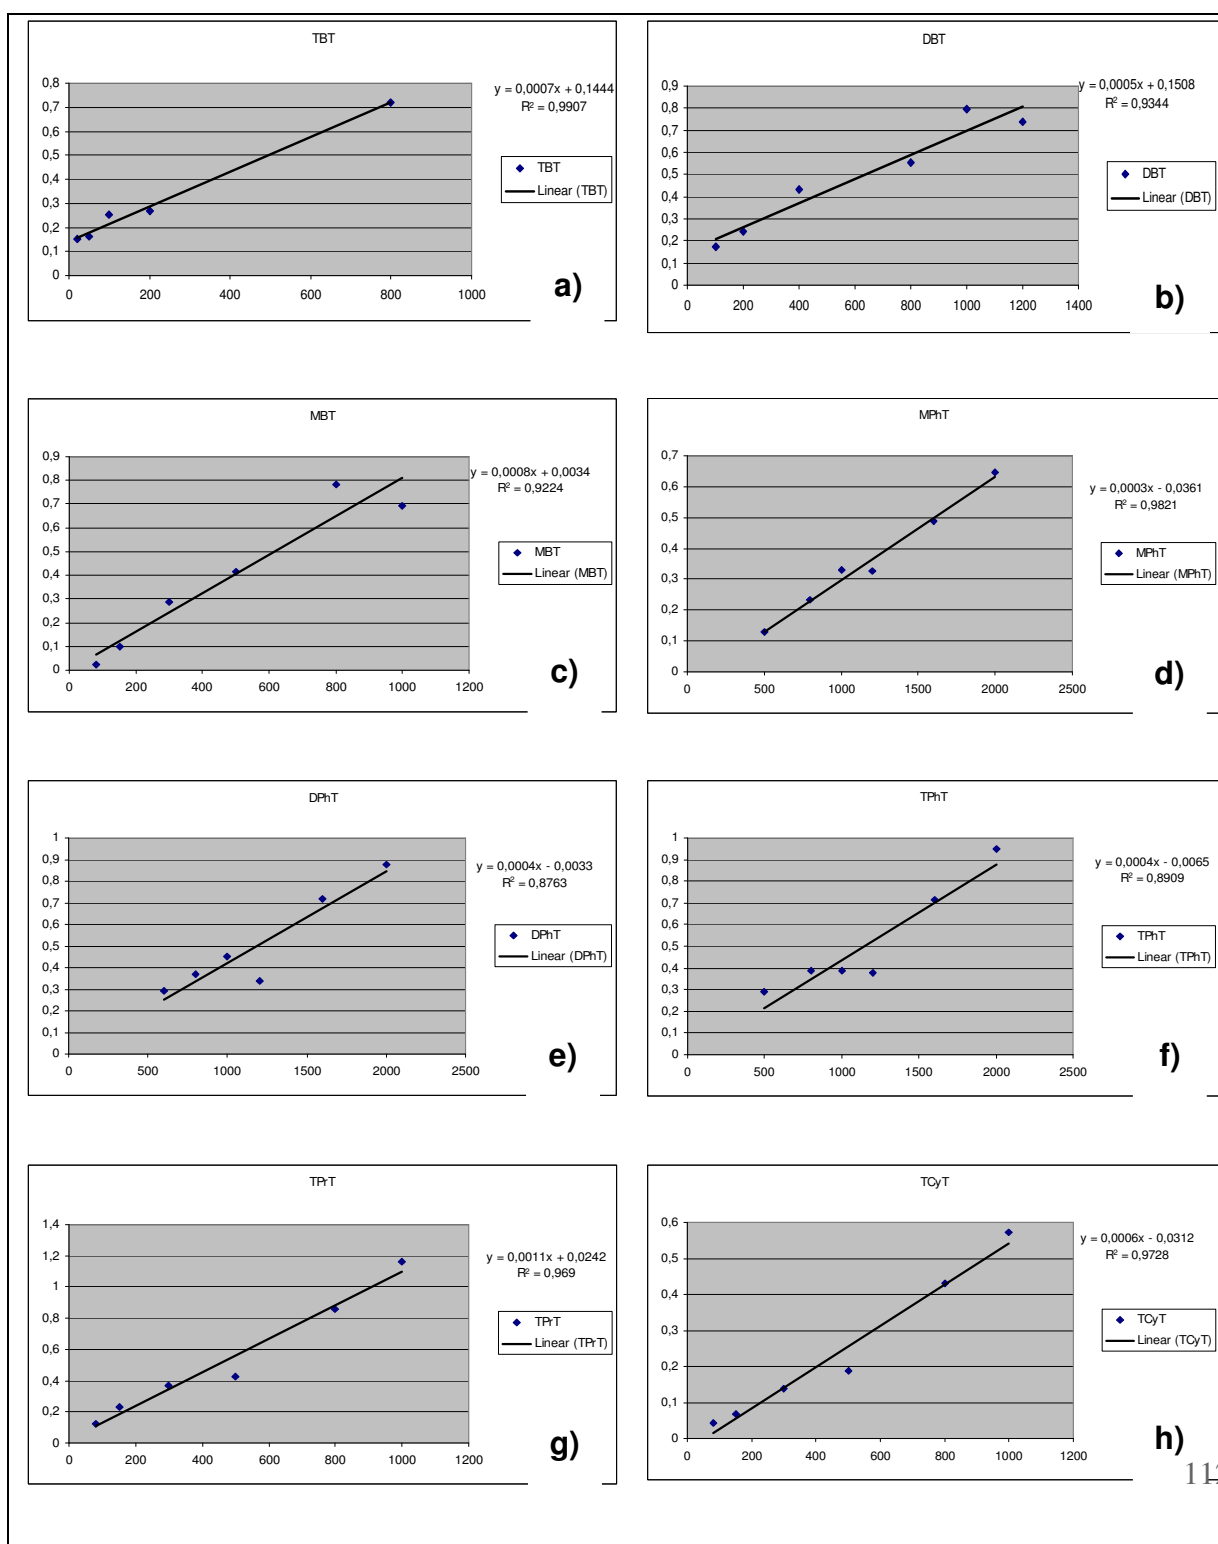 TBT
0,8
0,7
0,6
0,5
0,4
0,3
0,2
0,1
0
0 200 400 600 800 1000
y = 0,0007x + 0,1444
R² = 0,9907
TBT
Linear (TBT)
a)
DBT
0,9
0,8
0,7
0,6
0,5
0,4
0,3
0,2
0,1
0
0 200 400 600 800 1000 1200 1400
y = 0,0005x + 0,1508
R² = 0,9344
DBT
Linear (DBT)
b)
MBT
0,9
0,8
0,7
0,6
0,5
0,4
0,3
0,2
0,1
0
0 200 400 600 800 1000 1200
y = 0,0008x + 0,0034
R² = 0,9224
MBT
Linear (MBT)
c)
MPhT
0,7
0,6
0,5
0,4
0,3
0,2
0,1
0
0 500 1000 1500 2000 2500
y = 0,0003x - 0,0361
R² = 0,9821
MPhT
Linear (MPhT)
d)
DPhT
1
0,9
0,8
0,7
0,6
0,5
0,4
0,3
0,2
0,1
0
0 500 1000 1500 2000 2500
y = 0,0004x - 0,0033
R² = 0,8763
DPhT
Linear (DPhT)
e)
TPhT
1
0,9
0,8
0,7
0,6
0,5
0,4
0,3
0,2
0,1
0
0 500 1000 1500 2000 2500
y = 0,0004x - 0,0065
R² = 0,8909
TPhT
Linear (TPhT)
f)
TPrT
1,4
1,2
1
0,8
0,6
0,4
0,2
0
0 200 400 600 800 1000 1200
y = 0,0011x + 0,0242
R² = 0,969
TPrT
Linear (TPrT)
g)
TCyT
0,6
0,5
0,4
0,3
0,2
0,1
0
0 200 400 600 800 1000 1200
y = 0,0006x - 0,0312
R² = 0,9728
TCyT
Linear (TCyT)
h)